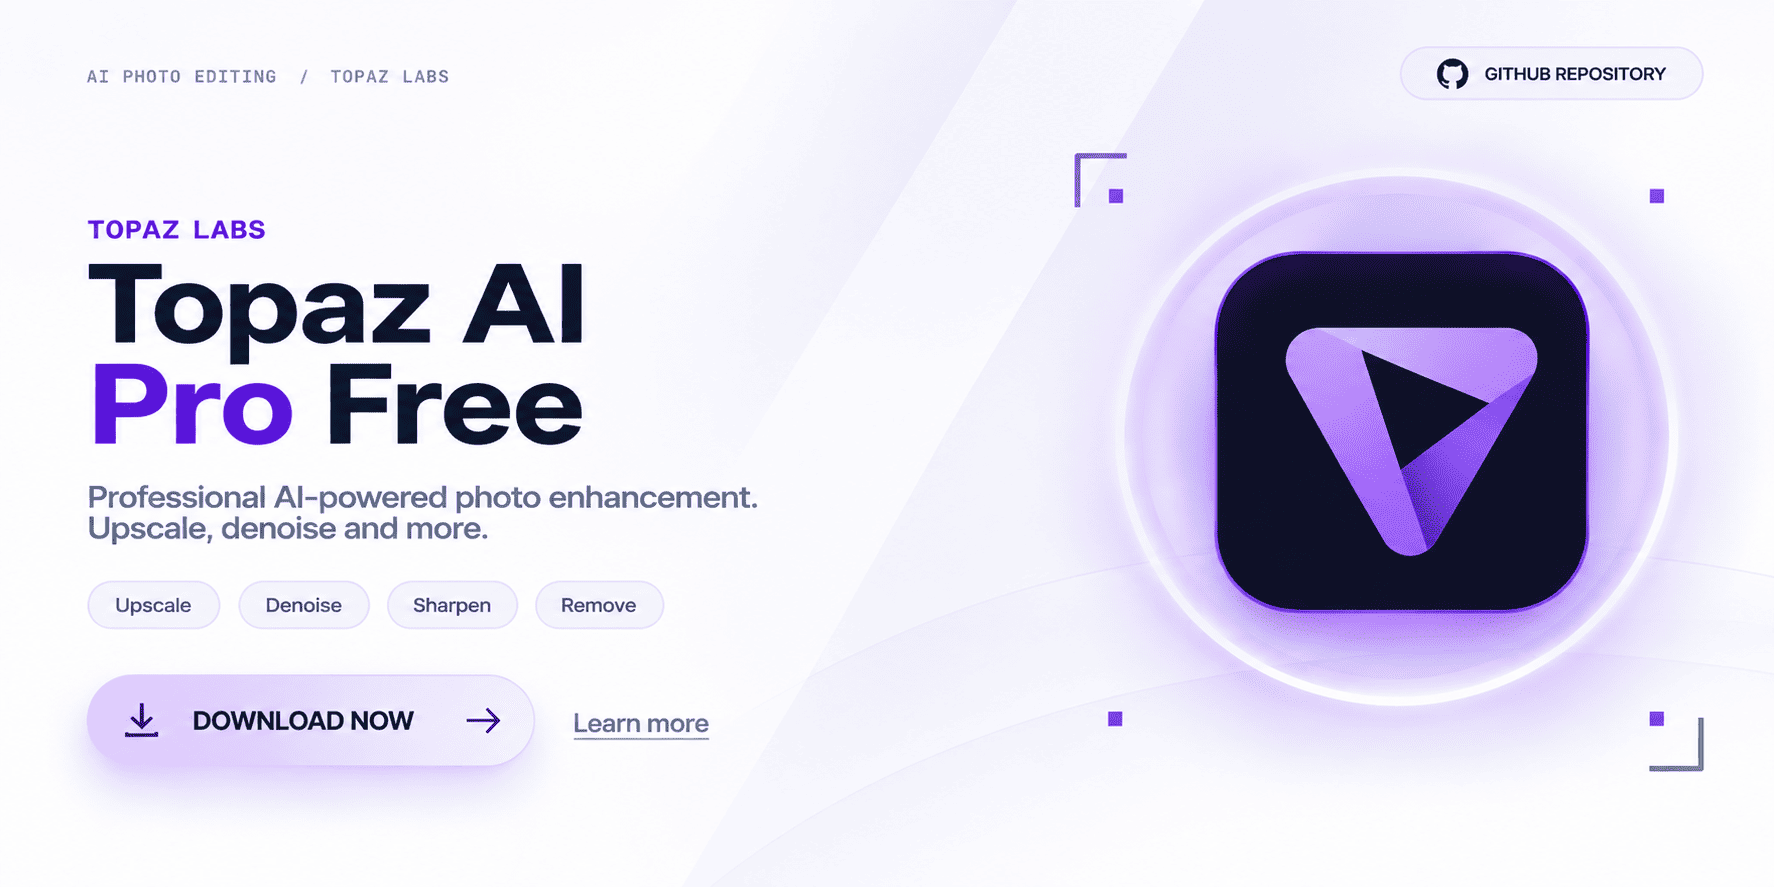 AI PHOTO EDITING / TOPAZ LABS
GITHUB REPOSITORY
TOPAZ LABS
Topaz AI
Pro Free
Professional AI-powered photo enhancement.
Upscale, denoise and more.
Upscale
Denoise
Sharpen
Remove
DOWNLOAD NOW
Learn more